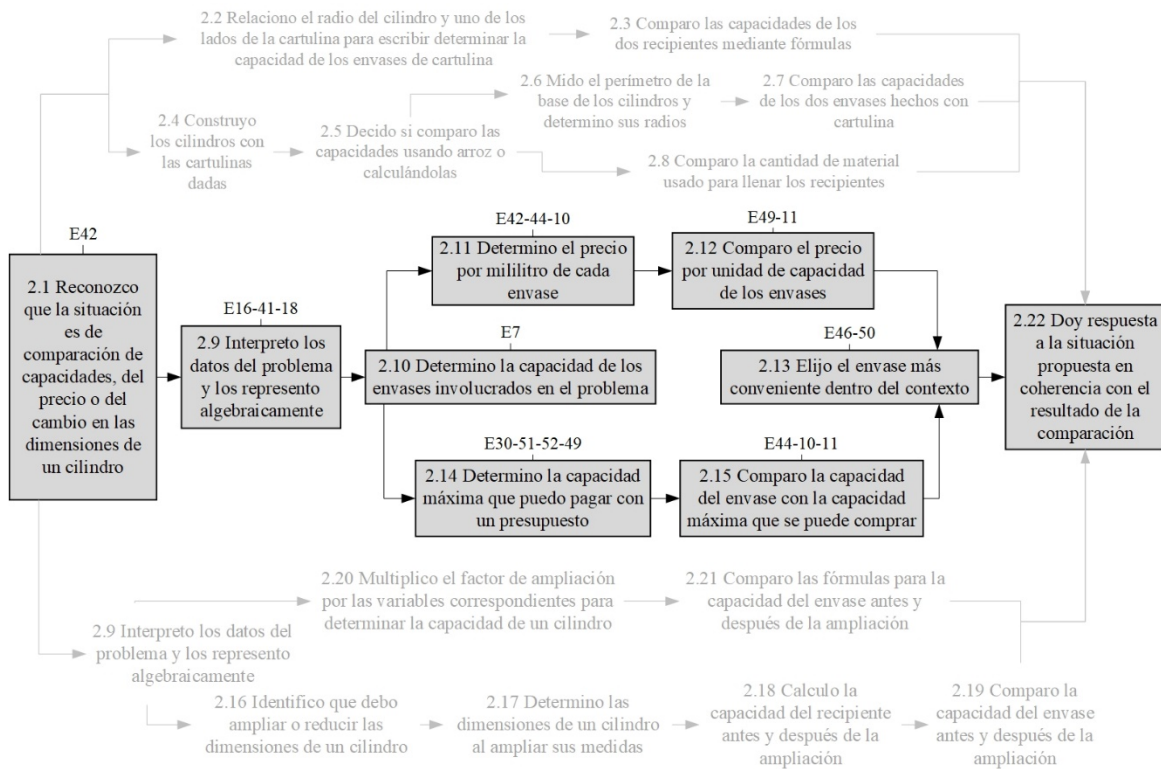 2.2 Relaciono el radio del cilindro y uno de los
lados de la cartulina para escribir determinar la
capacidad de los envases de cartulina
2.3 Comparo las capacidades de los
dos recipientes mediante fórmulas
2.4 Construyo
los cilindros con
las cartulinas
dadas
2.5 Decido si comparo las
capacidades usando arroz o
calculándolas
2.6 Mido el perímetro de la
base de los cilindros y
determino sus radios
2.7 Comparo las capacidades
de los dos envases hechos con
cartulina
2.8 Comparo la cantidad de material
usado para llenar los recipientes
E42
2.1 Reconozco
que la situación
es de
comparación de
capacidades, del
precio o del
cambio en las
dimensiones de
un cilindro
E16-41-18
2.9 Interpreto los
datos del problema
y los represento
algebraicamente
E42-44-10
2.11 Determino el precio
por mililitro de cada
envase
E49-11
2.12 Comparo el precio
por unidad de capacidad
de los envases
E7
2.10 Determino la capacidad de los
envases involucrados en el problema
E46-50
2.13 Elijo el envase más
conveniente dentro del contexto
E30-51-52-49
2.14 Determino la capacidad
máxima que puedo pagar con
un presupuesto
E44-10-11
2.15 Comparo la capacidad
del envase con la capacidad
máxima que se puede comprar
2.22 Doy respuesta
a la situación
propuesta en
coherencia con el
resultado de la
comparación
2.9 Interpreto los datos del
problema y los represento
algebraicamente
2.20 Multiplico el factor de ampliación
por las variables correspondientes para
determinar la capacidad de un cilindro
2.21 Comparo las fórmulas para la
capacidad del envase antes y
después de la ampliación
2.16 Identifico que debo
ampliar o reducir las
dimensiones de un cilindro
2.17 Determino las
dimensiones de un cilindro
al ampliar sus medidas
2.18 Calculo la
capacidad del recipiente
antes y después de la
ampliación
2.19 Comparo la
capacidad del envase
antes y después de la
ampliación